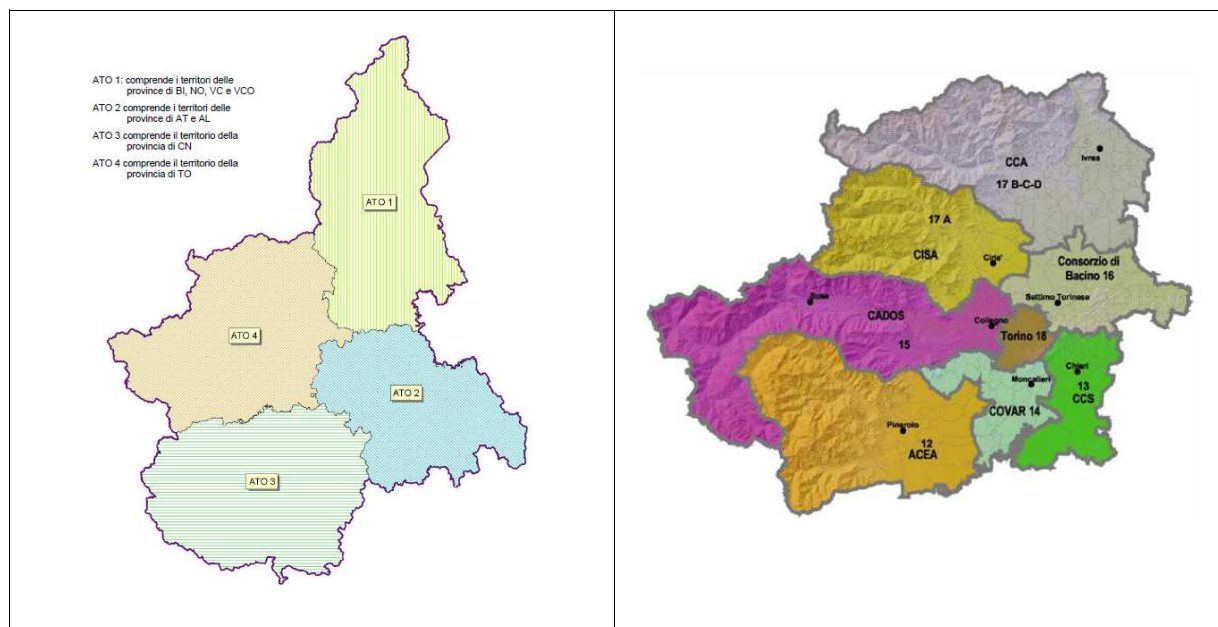 ATO 1: comprende i territori delle
province di BI, NO, VC e VCO
ATO 2 comprende i territori delle
province di AT e AL
ATO 3 comprende il territorio della
provincia di CN
ATO 4 comprende il territorio della
provincia di TO
ATO 1
ATO 4
ATO 2
ATO 3
CCA
Ivrea
17 B-C-D
17 A
CISA
Cirie'
Consorzio di
Bacino 16
Susa
Settimo Torinese
CADOS
Collegno
15
Torino 18
Chieri
Moncalieri
13
CCS
COVAR 14
Pinerolo
12
ACEA